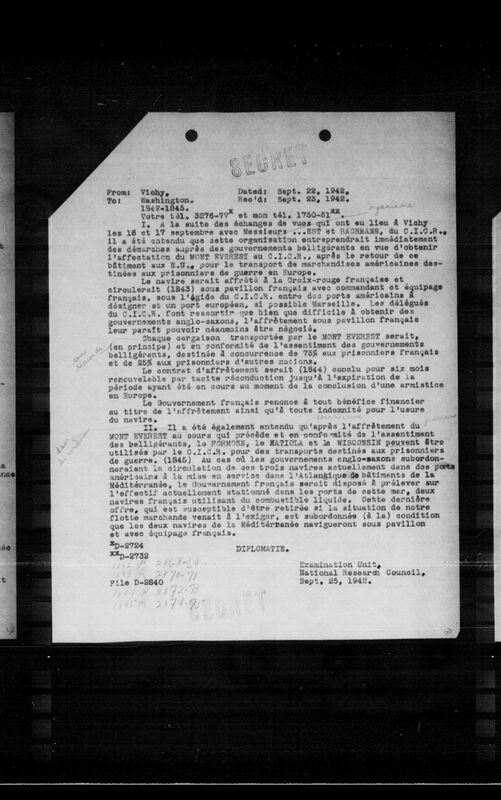 SECRET
From: Vichy. Dated: Sept. 22, 1942.
To: Washington. Rec'd: Sept. 23, 1942.
1842-1845.
Votre tél. 3276-77x et mon tél. 1750-51xx.
I. A la suite des échanges de vues qui ont eu lieu à Vichy
les 16 et 17 septembre avec Messieurs ...EST et BACHMANN, du C.I.C.R.,
il a été entendu que cette organisation entreprendrait immédiatement
des démarches auprès des gouvernements belligérants en vue d'obtenir
l'affectation du MONT EVEREST au C.I.C.R., après le retour de ce
bâtiment aux E.U., pour le transport de marchandises américaines des-
tinées aux prisonniers de guerre en Europe.
Le navire serait affrété à la Croix-rouge française et
circulerait (1843) sous pavillon français avec commandant et équipage
français, sous l'égide du C.I.C.R. entre des ports américains à
désigner et un port européen, si possible Marseille. Les délégués
du C.I.C.R. font ressortir que bien que difficile à obtenir des
gouvernements anglo-saxons, l'affrêtement sous pavillon français
leur paraît pouvoir néanmoins être négocié.
Chaque cargaison transportée par le MONT EVEREST serait,
(en principe) et en conformité de l'assentiment des gouvernements
belligérants, destinée à concurrence de 75% aux prisonniers français
et de 25% aux prisonniers d'autres nations.
Le contrat d'affrètement serait (1844) conclu pour six mois
renouvelable par tacite réconduction jusqu'à l'expiration de la
période ayant été en cours au moment de la conclusion d'une armistice
en Europe.
Le Gouvernement français renonce à tout bénéfice financier
au titre de l'affrètement ainsi qu'à toute indemnité pour l'usure
du navire.
II. Il a été également entendu qu'après l'affrètement du
MONT EVEREST au cours qui précède et en conformité de l'assentiment
des belligérants, le FORMOSE, le KATIOLA et le WISCONSIN peuvent être
utilisés par le C.I.C.R. pour des transports destinés aux prisonniers
de guerre. (1845) Au cas où les gouvernements anglo-saxons subordon-
neraient la circulation de ces trois navires actuellement dans des ports
américains à la mise en service dans l'Atlantique de bâtiments de la
Méditerranée, le Gouvernement français serait disposé à prélever sur
l'effectif actuellement stationné dans les ports de cette mer, deux
navires français utilisant du combustible liquide. Cette dernière
offre, qui est susceptible d'être retirée si la situation de notre
flotte marchande venait à l'exiger, est subordonnée (à la) condition
que les deux navires de la Méditerranée navigueront sous pavillon
et avec équipage français.
xD-2724
DIPLOMATIE.
xxD-2732
Examination Unit,
National Research Council,
File D-2840 Sept. 25, 1942.
SECRET